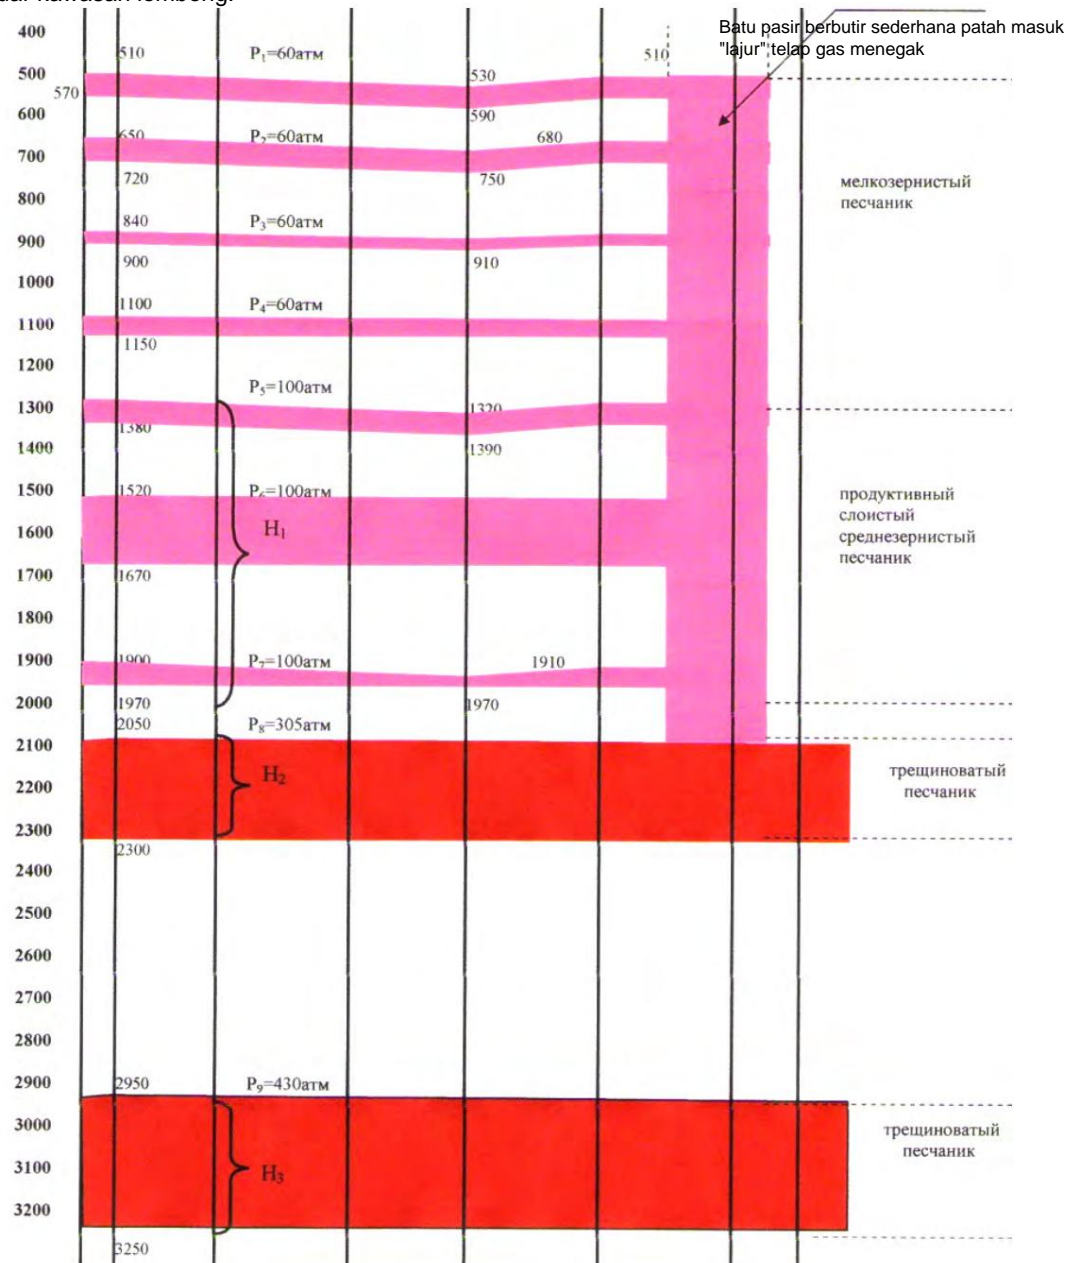 400
510
P₁=60атм
510
Batu pasir berbutir sederhana patah masuk
"lajur" telap gas menegak
500
570
530
600
590
650
P₂=60атм
680
700
720
750
мелкозернистый
песчаник
800
840
P₃=60атм
900
900
910
1000
1100
P₄=60атм
1100
1150
1200
P₅=100атм
1300
1320
1380
1400
1390
1500
1520
P₆=100атм
продуктивный
слоистый
среднезернистый
песчаник
1600
H₁
1700
1670
1800
1900
1900
P₇=100атм
1910
2000
1970
1970
2050
P₈=305атм
2100
H₂
трещиноватый
песчаник
2200
2300
2300
2400
2500
2600
2700
2800
2900
2950
P₉=430атм
3000
трещиноватый
песчаник
3100
H₃
3200
3250